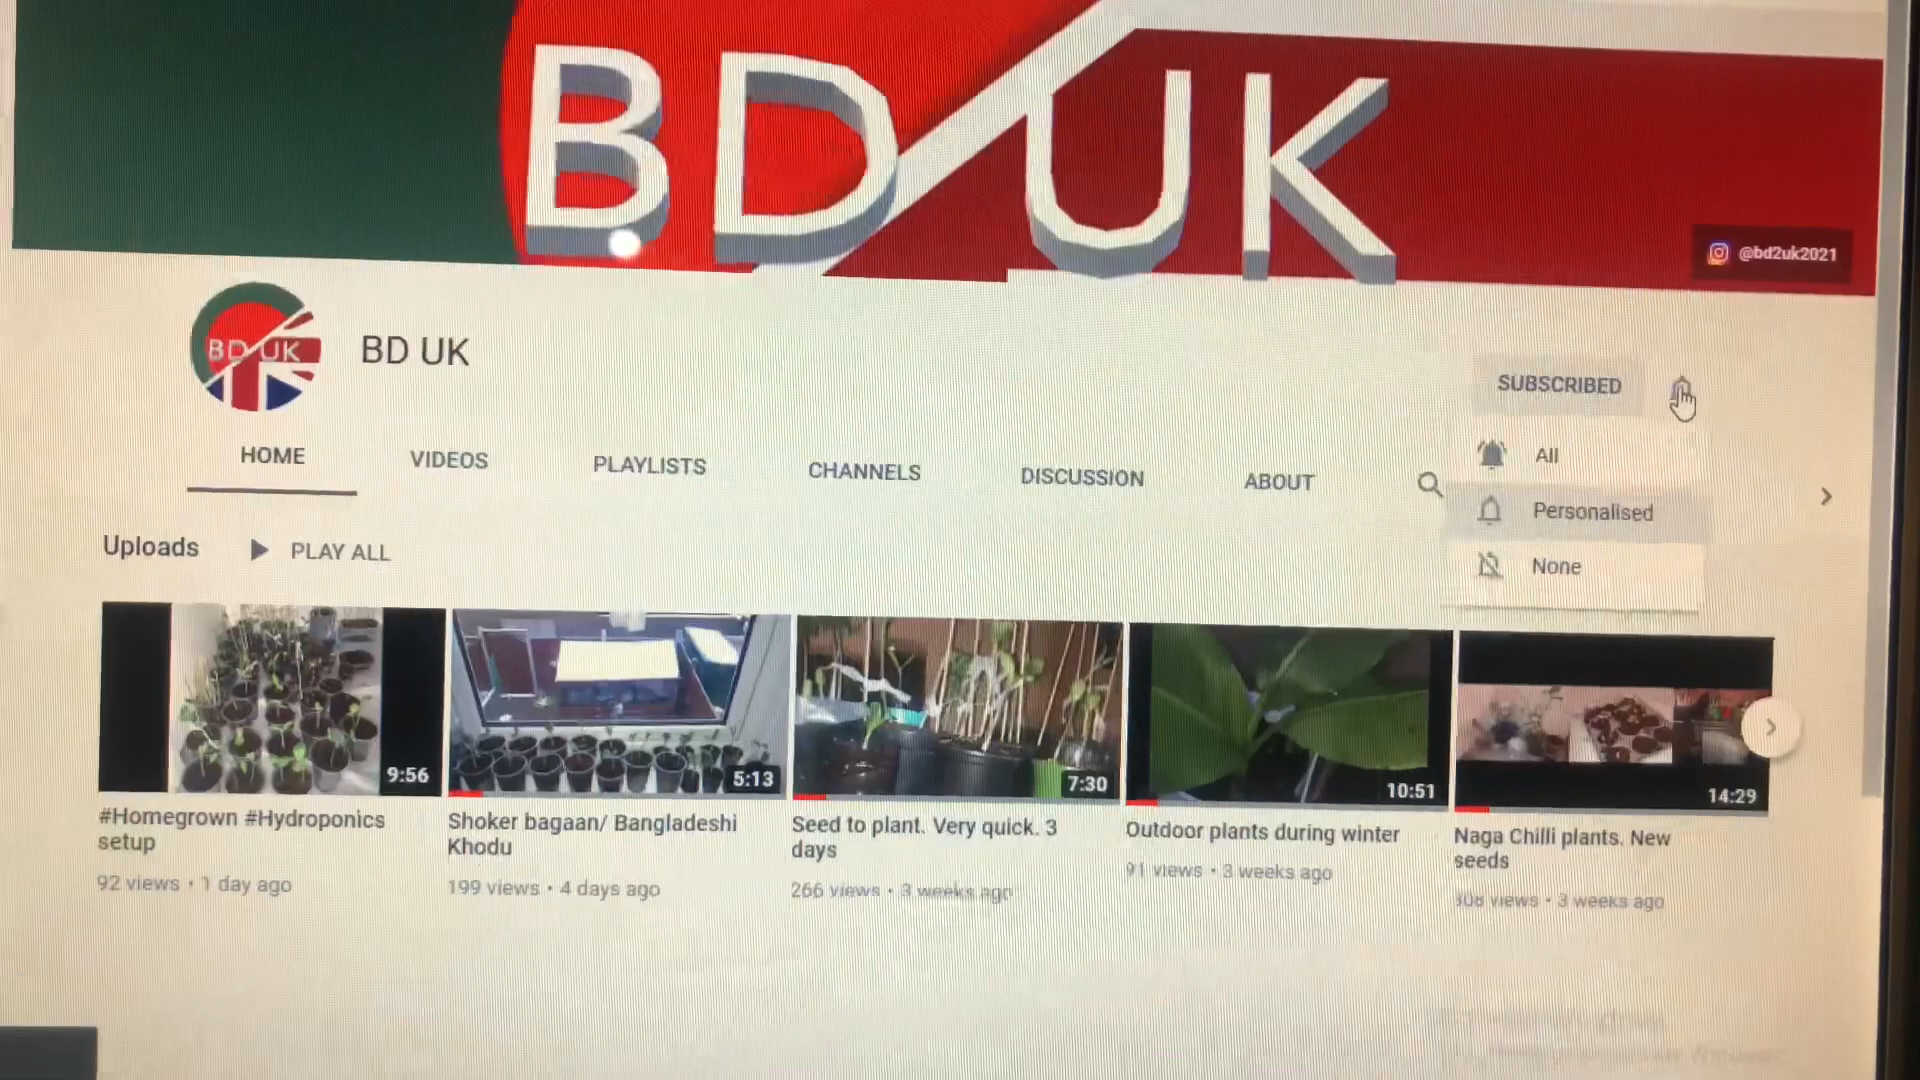 BD UK
@bd2uk2021
BD UK
BD UK
SUBSCRIBED
HOME
VIDEOS
PLAYLISTS
CHANNELS
DISCUSSION
ABOUT
All
Personalised
None
Uploads
PLAY ALL
9:56
5:13
7:30
10:51
14:29
#Homegrown #Hydroponics
setup
92 views • 1 day ago
Shoker bagaan/ Bangladeshi
Khodu
199 views • 4 days ago
Seed to plant. Very quick. 3
days
266 views • 3 weeks ago
Outdoor plants during winter
91 views • 3 weeks ago
Naga Chilli plants. New
seeds
views • 3 weeks ago